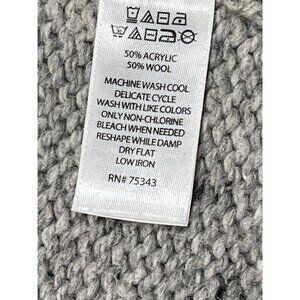 50% ACRYLIC
50% WOOL
MACHINE WASH COOL
DELICATE CYCLE
WASH WITH LIKE COLORS
ONLY NON-CHLORINE
BLEACH WHEN NEEDED
RESHAPE WHILE DAMP
DRY FLAT
LOW IRON
RN# 75343